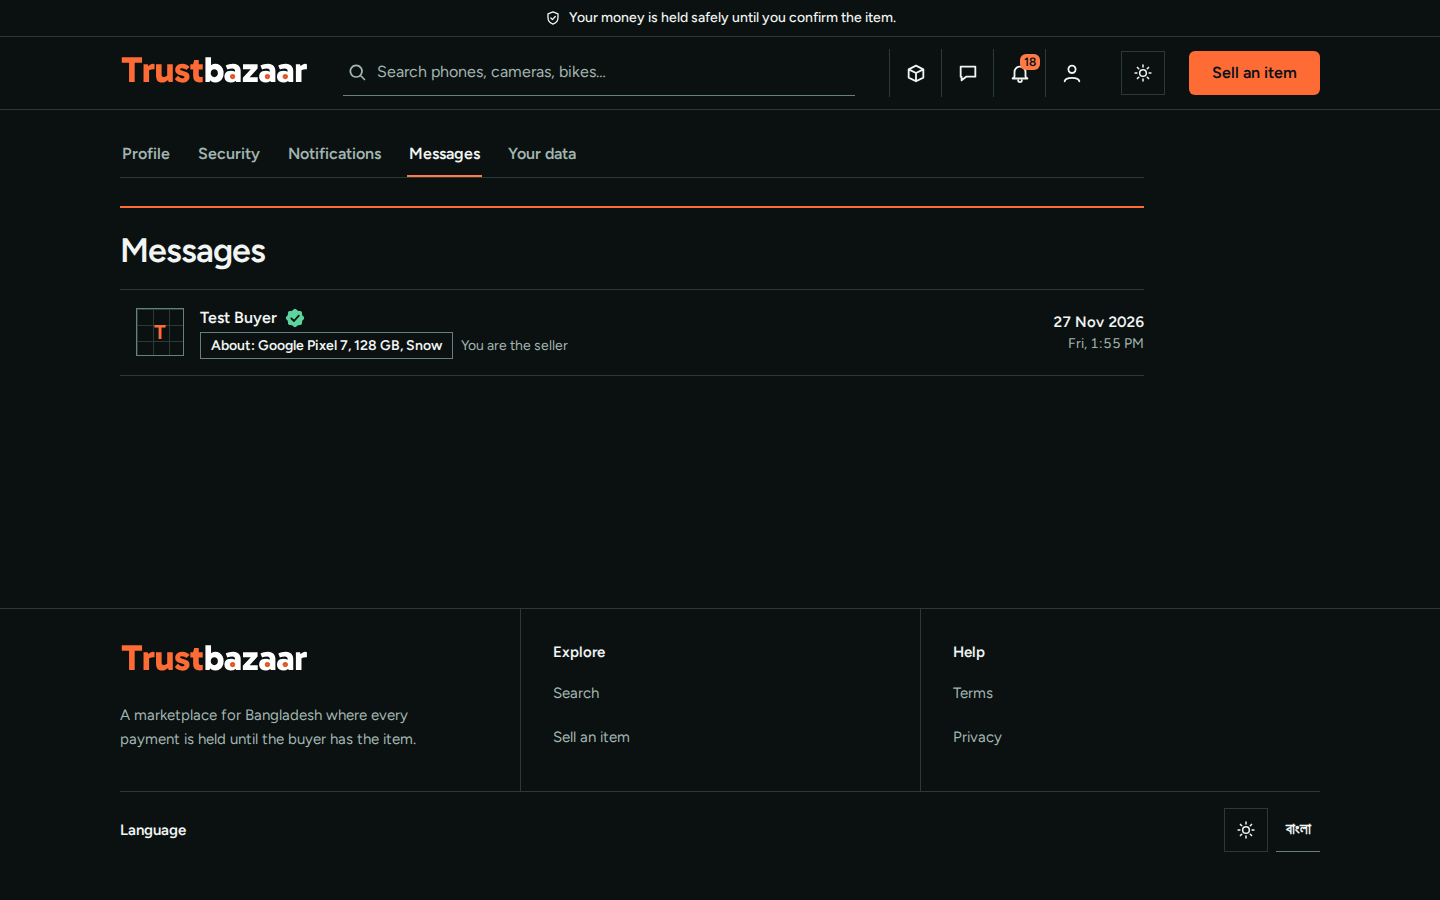 Your money is held safely until you confirm the item.
Trustbazaar
Search phones, cameras, bikes...
18
Sell an item
Profile
Security
Notifications
Messages
Your data
Messages
T
Test Buyer
27 Nov 2026
About: Google Pixel 7, 128 GB, Snow
You are the seller
Fri, 1:55 PM
Trustbazaar
A marketplace for Bangladesh where every
payment is held until the buyer has the item.
Explore
Search
Sell an item
Help
Terms
Privacy
Language
বাংলা